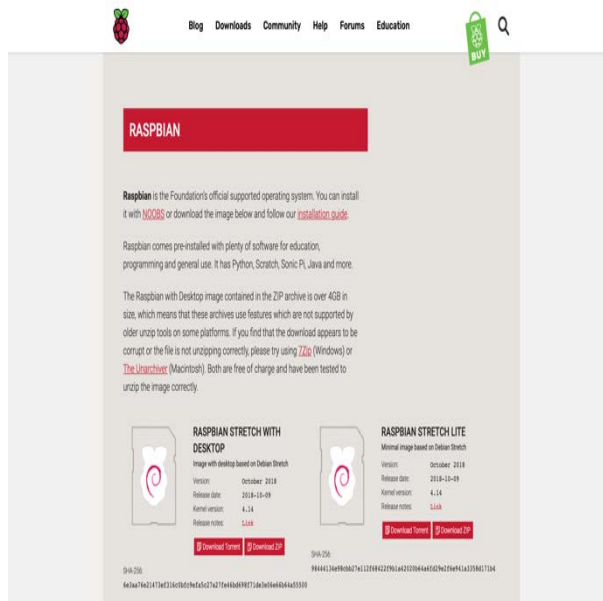 Blog Downloads Community Help Forums Education
BUY
RASPBIAN
Raspbian is the Foundation's official supported operating system. You can install
it with NOOBS or download the image below and follow our installation guide.
Raspbian comes pre-installed with plenty of software for education,
programming and general use. It has Python, Scratch, Sonic Pi, Java and more.
The Raspbian with Desktop image contained in the ZIP archive is over 4GB in
size, which means that these archives use features which are not supported by
older unzip tools on some platforms. If you find that the download appears to be
corrupt or the file is not unzipping correctly, please try using 7Zip (Windows) or
The Unarchiver (Macintosh). Both are free of charge and have been tested to
unzip the image correctly.
RASPBIAN STRETCH WITH
DESKTOP
Image with desktop based on Debian Stretch
Version: October 2018
Release date: 2018-10-09
Kernel version: 4.14
Release notes: Link
Download Torrent Download ZIP
SHA-256:
RASPBIAN STRETCH LITE
Minimal image based on Debian Stretch
Version: October 2018
Release date: 2018-10-09
Kernel version: 4.14
Release notes: Link
Download Torrent Download ZIP
SHA-256: